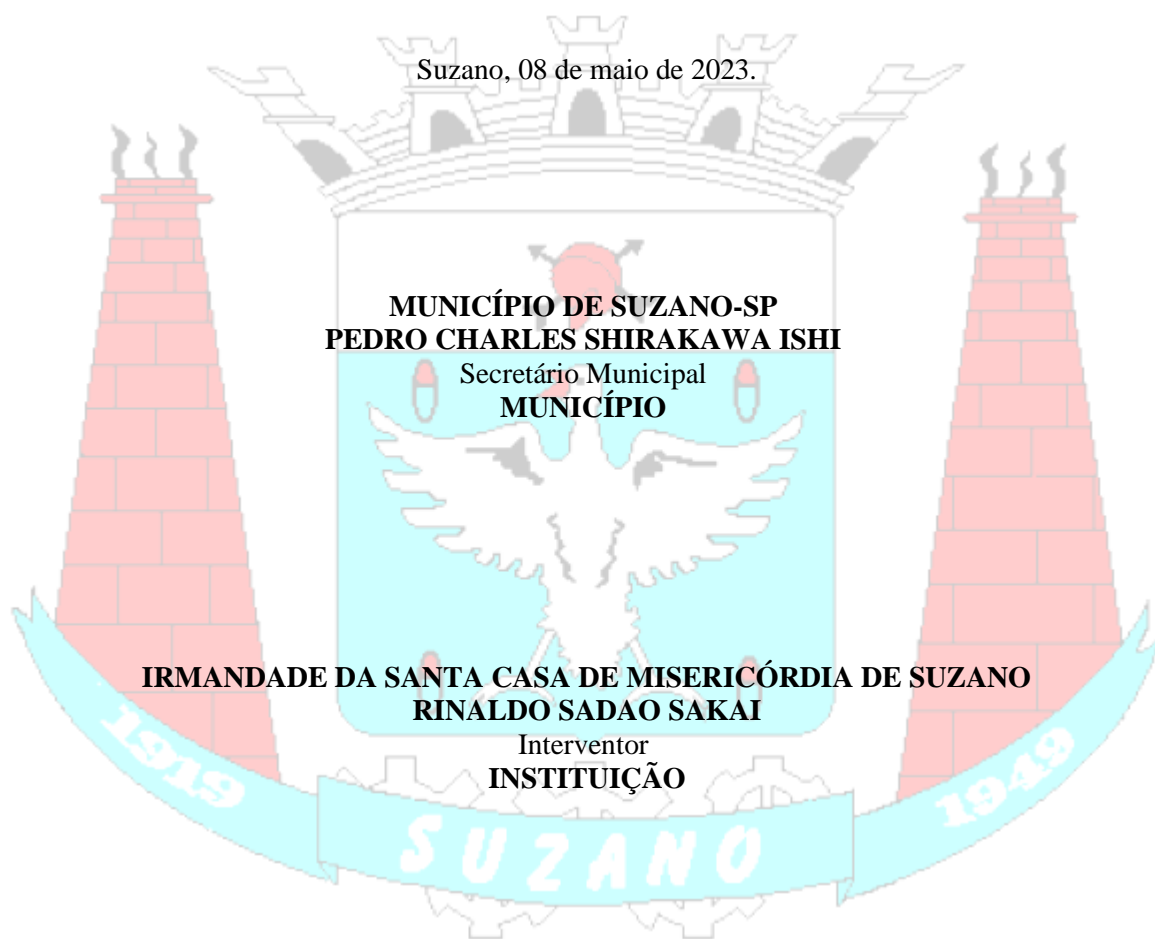 Suzano, 08 de maio de 2023.
MUNICÍPIO DE SUZANO-SP
PEDRO CHARLES SHIRAKAWA ISHI
Secretário Municipal
MUNICÍPIO
IRMANDADE DA SANTA CASA DE MISERICÓRDIA DE SUZANO
RINALDO SADAO SAKAI
Interventor
INSTITUIÇÃO
1919
1949
SUZANO